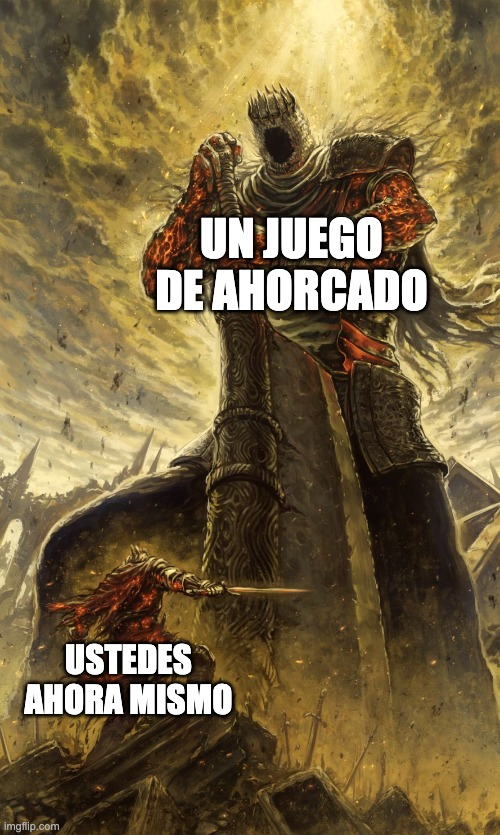 UN JUEGO
DE AHORCADO
USTEDES
AHORA MISMO
imgflip.com